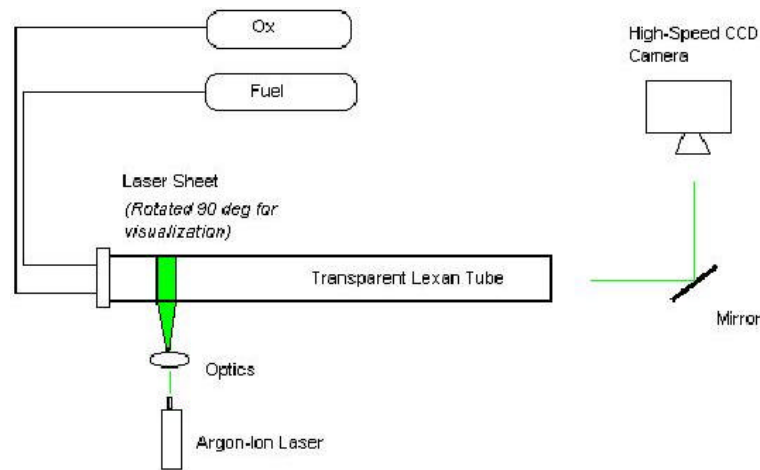 Ox
High-Speed CCD
Camera
Fuel
Laser Sheet
(Rotated 90 deg for
visualization)
Transparent Lexan Tube
Mirror
Optics
Argon-Ion Laser